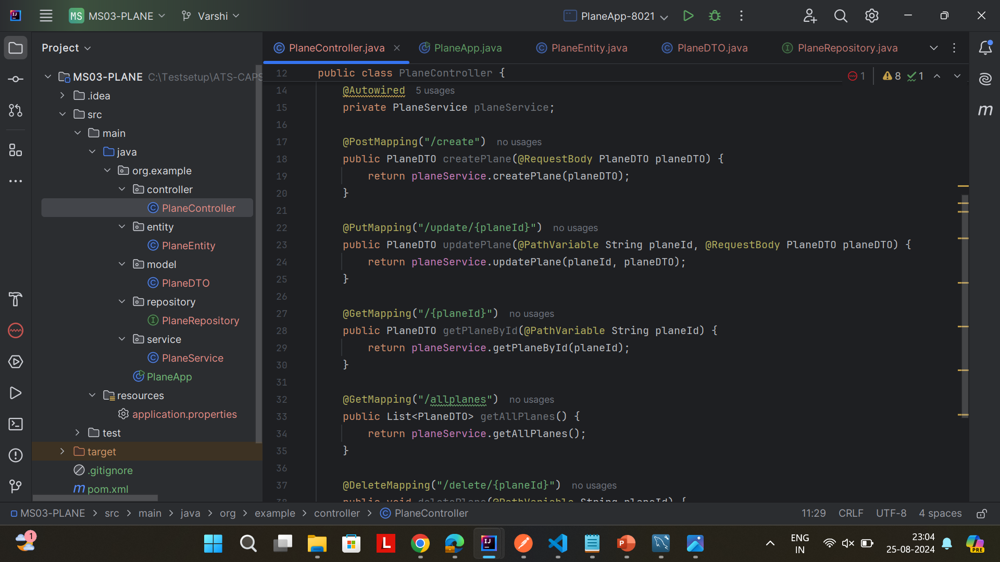 MS MS03-PLANE
Varshi
PlaneApp-8021
Project
PlaneController.java
PlaneApp.java
PlaneEntity.java
PlaneDTO.java
PlaneRepository.java
MS03-PLANE C:\Testsetup\ATS-CAPS
.idea
src
main
java
org.example
controller
PlaneController
entity
PlaneEntity
model
PlaneDTO
repository
PlaneRepository
service
PlaneService
PlaneApp
resources
application.properties
test
target
.gitignore
pom.xml
12 public class PlaneController {
1 8 1
14 @Autowired 5 usages
15 private PlaneService planeService;
16
17 @PostMapping("/create") no usages
18 public PlaneDTO createPlane(@RequestBody PlaneDTO planeDTO) {
19 return planeService.createPlane(planeDTO);
20 }
21
22 @PutMapping("/update/{planeId}") no usages
23 public PlaneDTO updatePlane(@PathVariable String planeId, @RequestBody PlaneDTO planeDTO) {
24 return planeService.updatePlane(planeId, planeDTO);
25 }
26
27 @GetMapping("/{planeId}") no usages
28 public PlaneDTO getPlaneById(@PathVariable String planeId) {
29 return planeService.getPlaneById(planeId);
30 }
31
32 @GetMapping("/allplanes") no usages
33 public List<PlaneDTO> getAllPlanes() {
34 return planeService.getAllPlanes();
35 }
36
37 @DeleteMapping("/delete/{planeId}") no usages
38 public void deletePlane(@PathVariable String planeId) {
MS03-PLANE > src > main > java > org > example > controller > PlaneController
11:29 CRLF UTF-8 4 spaces
1
ENG
IN
23:04
25-08-2024
PRE